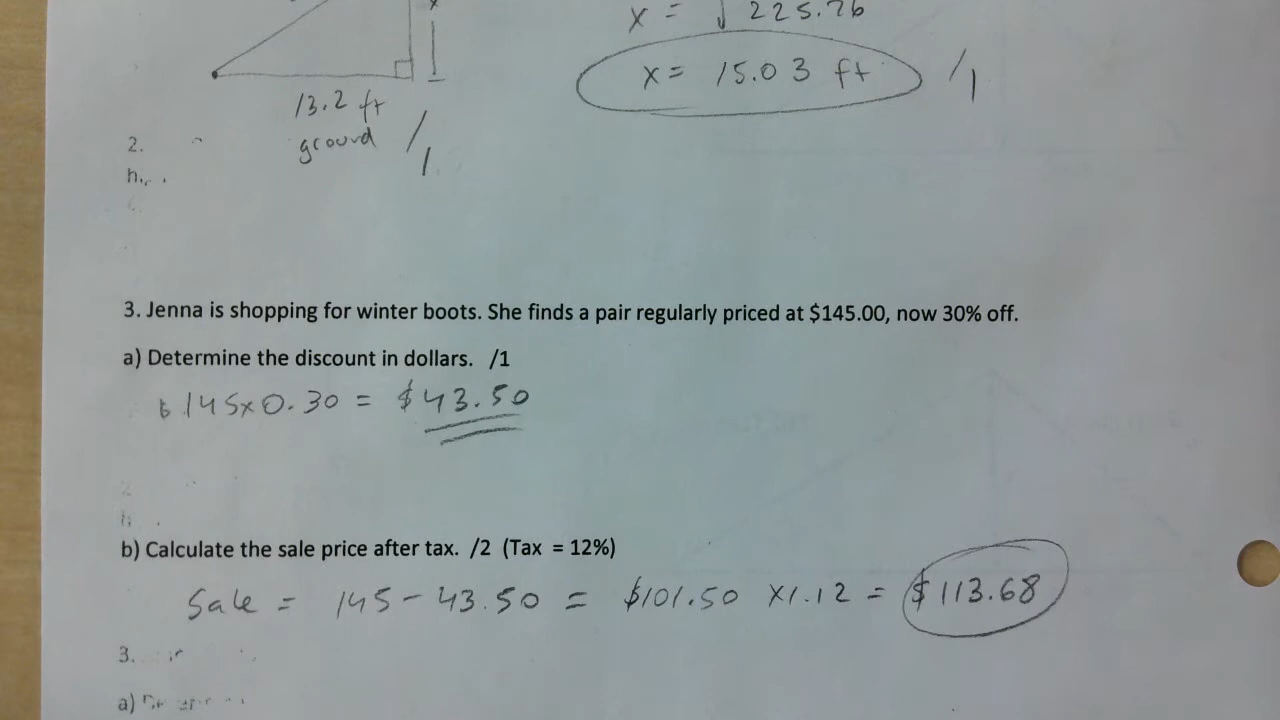 x = √225.76
x = 15.03 ft /1
x
13.2 ft
ground /1
2.
3. Jenna is shopping for winter boots. She finds a pair regularly priced at $145.00, now 30% off.
a) Determine the discount in dollars. /1
$145x0.30 = $43.50
b) Calculate the sale price after tax. /2 (Tax = 12%)
Sale = 145 - 43.50 = $101.50 x1.12 = $113.68
3.
a)